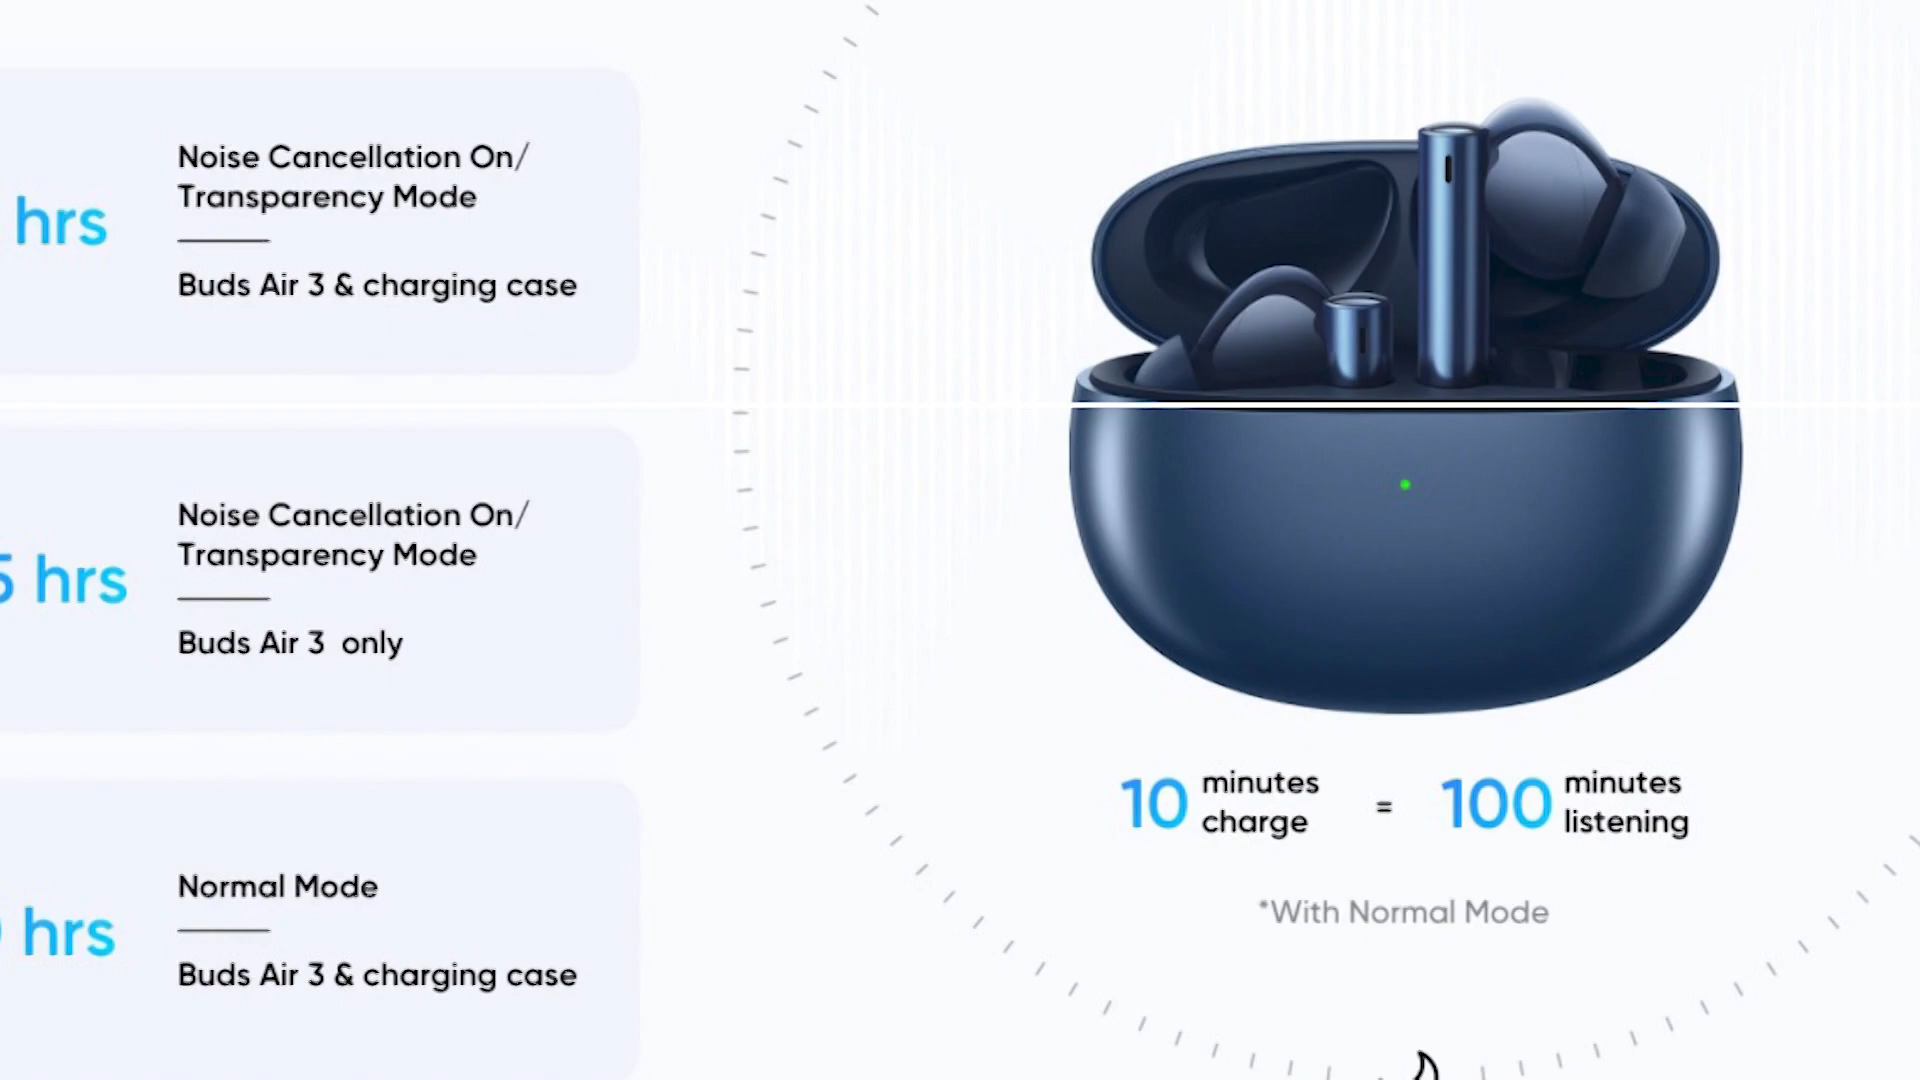 hrs
Noise Cancellation On/
Transparency Mode
Buds Air 3 & charging case
5 hrs
Noise Cancellation On/
Transparency Mode
Buds Air 3 only
hrs
Normal Mode
Buds Air 3 & charging case
10 minutes charge = 100 minutes listening
*With Normal Mode